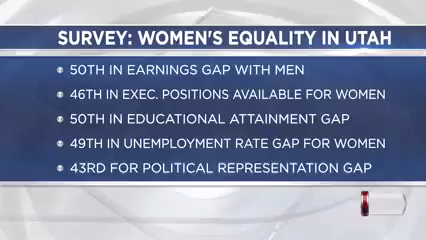 SURVEY: WOMEN'S EQUALITY IN UTAH
50TH IN EARNINGS GAP WITH MEN
46TH IN EXEC. POSITIONS AVAILABLE FOR WOMEN
50TH IN EDUCATIONAL ATTAINMENT GAP
49TH IN UNEMPLOYMENT RATE GAP FOR WOMEN
43RD FOR POLITICAL REPRESENTATION GAP